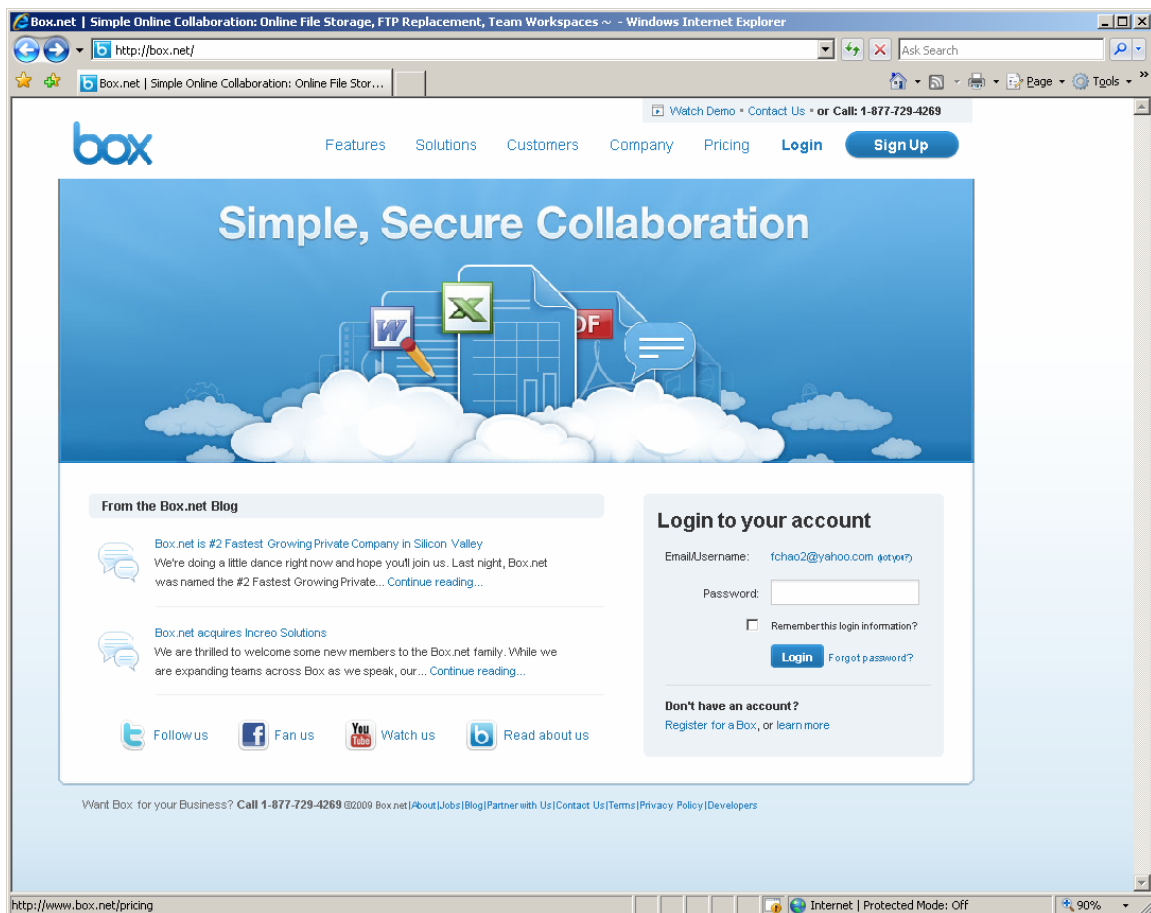 Box.net | Simple Online Collaboration: Online File Storage, FTP Replacement, Team Workspaces ~ - Windows Internet Explorer
http://box.net/
Ask Search
Box.net | Simple Online Collaboration: Online File Stor...
Page Tools »
Watch Demo • Contact Us • or Call: 1-877-729-4269
box
Features Solutions Customers Company Pricing Login Sign Up
Simple, Secure Collaboration
W
X
DF
From the Box.net Blog
Box.net is #2 Fastest Growing Private Company in Silicon Valley
We're doing a little dance right now and hope you'll join us. Last night, Box.net
was named the #2 Fastest Growing Private... Continue reading...
Box.net acquires Increo Solutions
We are thrilled to welcome some new members to the Box.net family. While we
are expanding teams across Box as we speak, our... Continue reading...
Follow us Fan us You Tube Watch us Read about us
Login to your account
Email/Username: fchao2@yahoo.com (not you?)
Password:
Remember this login information?
Login Forgot password?
Don't have an account?
Register for a Box, or learn more
Want Box for your Business? Call 1-877-729-4269 ©2009 Box.net|About|Jobs|Blog|Partner with Us|Contact Us|Terms|Privacy Policy|Developers
http://www.box.net/pricing
Internet | Protected Mode: Off
90%